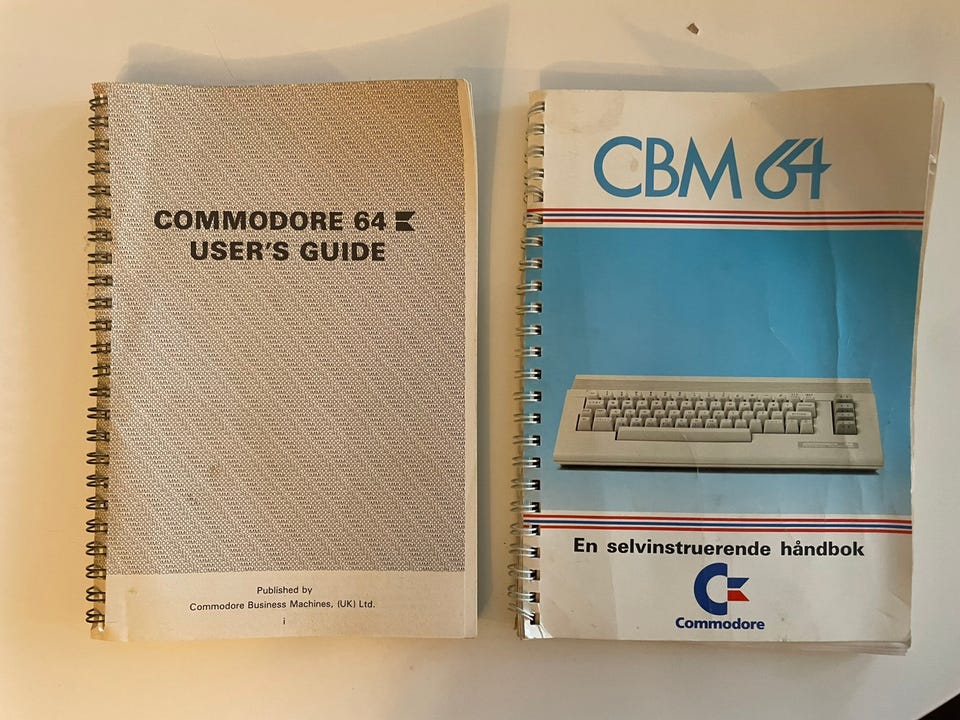 COMMODORE 64
USER'S GUIDE
Published by
Commodore Business Machines, (UK) Ltd.
i
CBM 64
En selvinstruerende håndbok
Commodore